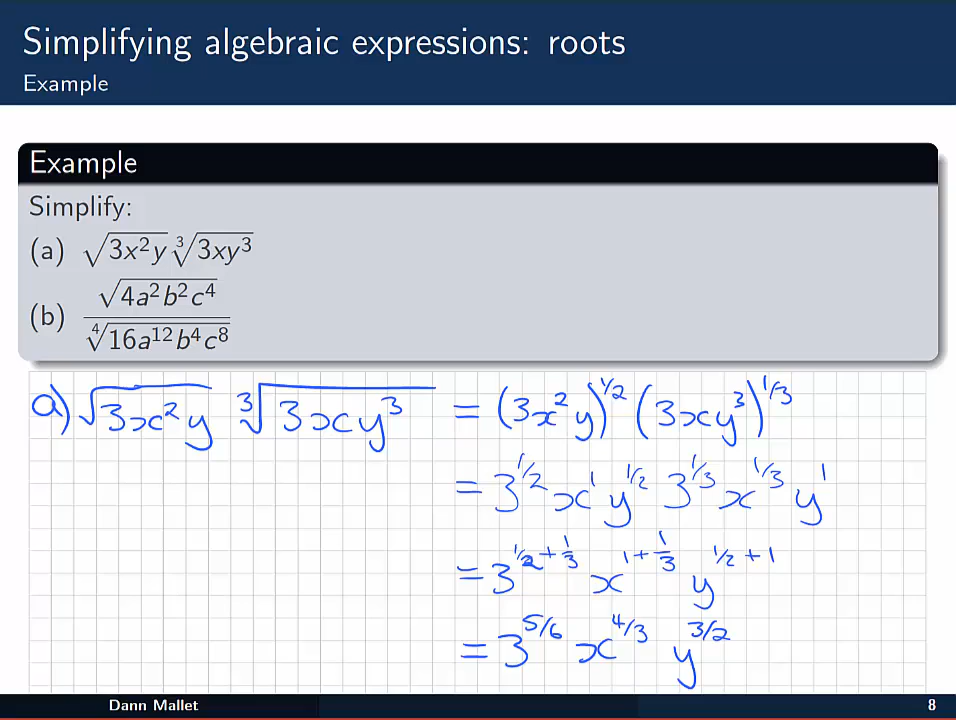 Simplifying algebraic expressions: roots
Example
Example
Simplify:
(a) √(3x²y) ∛(3xy³)
(b) √(4a²b²c⁴) / ∜(16a¹²b⁴c⁸)
a) √(3x²y) ∛(3xy³) = (3x²y)^(1/2) (3xy³)^(1/3)
= 3^(1/2) x^1 y^(1/2) 3^(1/3) x^(1/3) y^1
= 3^(1/2 + 1/3) x^(1 + 1/3) y^(1/2 + 1)
= 3^(5/6) x^(4/3) y^(3/2)
Dann Mallet 8